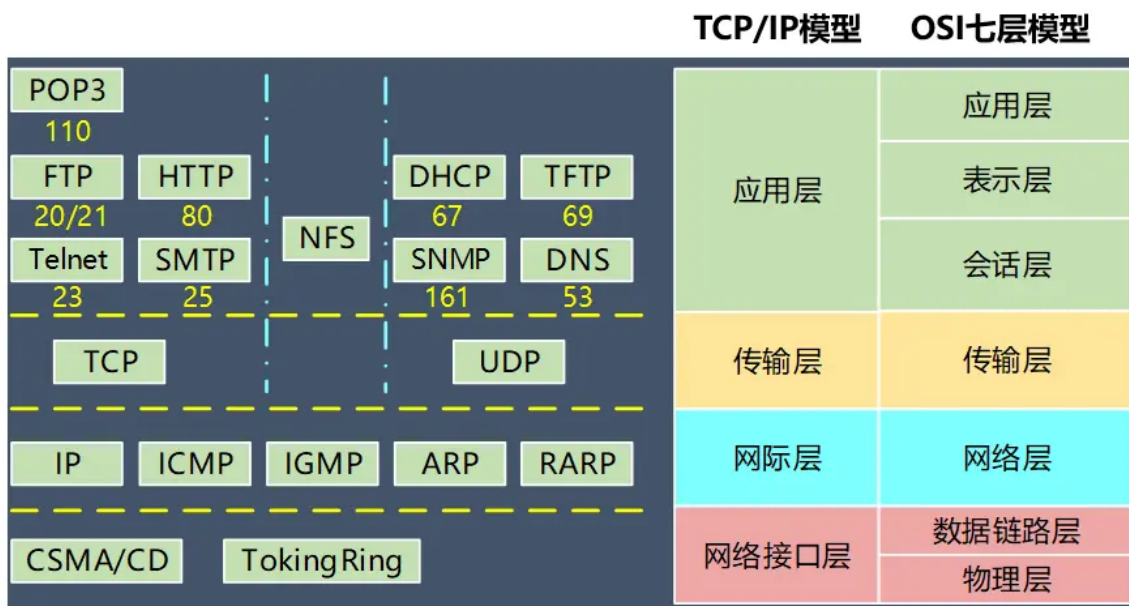 TCP/IP模型 OSI七层模型
POP3
110
FTP HTTP DHCP TFTP
20/21 80 67 69
NFS
Telnet SMTP SNMP DNS
23 25 161 53
应用层
应用层
表示层
会话层
TCP UDP
传输层 传输层
IP ICMP IGMP ARP RARP
网际层 网络层
CSMA/CD TokingRing
网络接口层
数据链路层
物理层